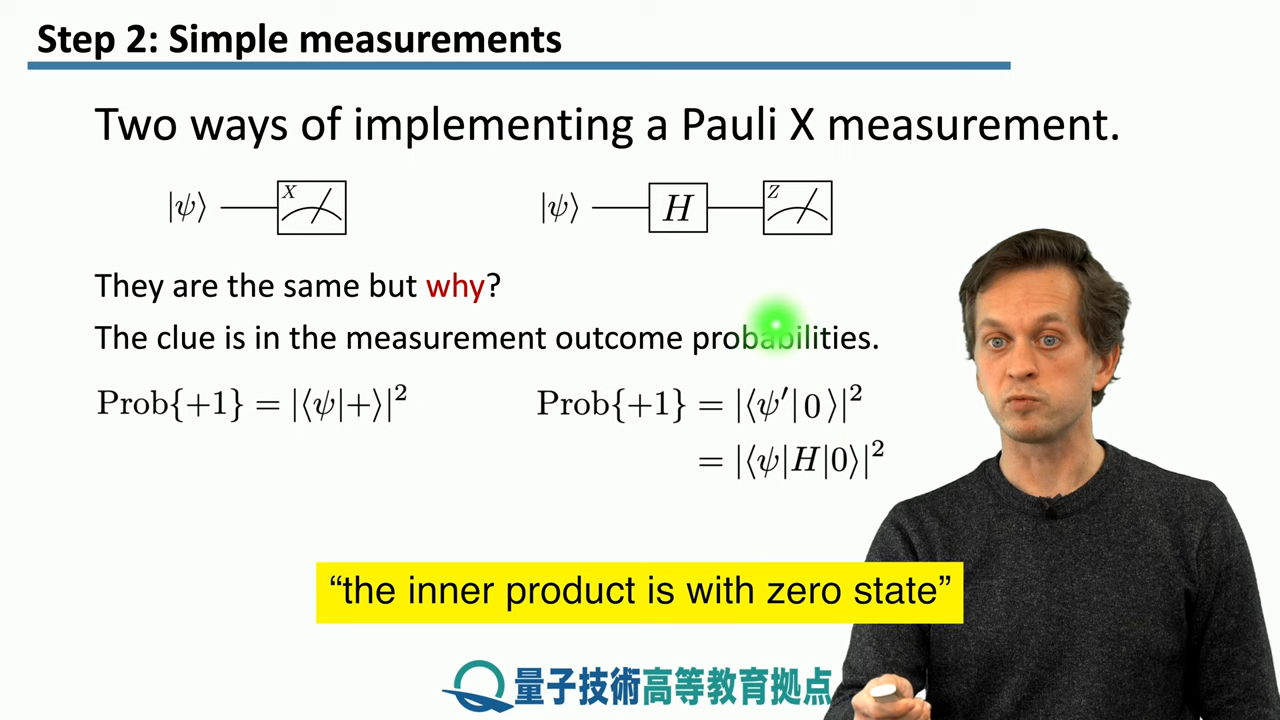 Step 2: Simple measurements
Two ways of implementing a Pauli X measurement.
|ψ⟩ X
|ψ⟩ H Z
They are the same but why?
The clue is in the measurement outcome probabilities.
Prob{+1} = |⟨ψ|+⟩|²
Prob{+1} = |⟨ψ′|0⟩|²
= |⟨ψ|H|0⟩|²
“the inner product is with zero state”
量子技術高等教育拠点